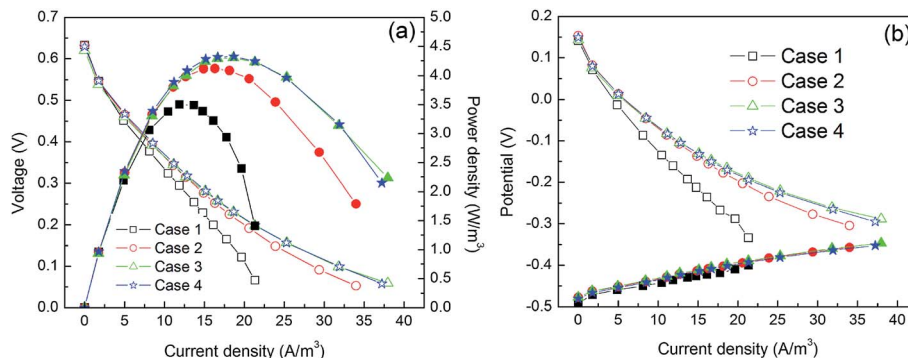 0.7
0.6
0.5
0.4
0.3
0.2
0.1
0.0
Voltage (V)
(a)
Case 1
Case 2
Case 3
Case 4
5.0
4.5
4.0
3.5
3.0
2.5
2.0
1.5
1.0
0.5
0.0
Power density (W/m³)
0 5 10 15 20 25 30 35 40
Current density (A/m³)
0.2
0.1
0.0
-0.1
-0.2
-0.3
-0.4
-0.5
Potential (V)
(b)
Case 1
Case 2
Case 3
Case 4
0 5 10 15 20 25 30 35 40
Current density (A/m³)